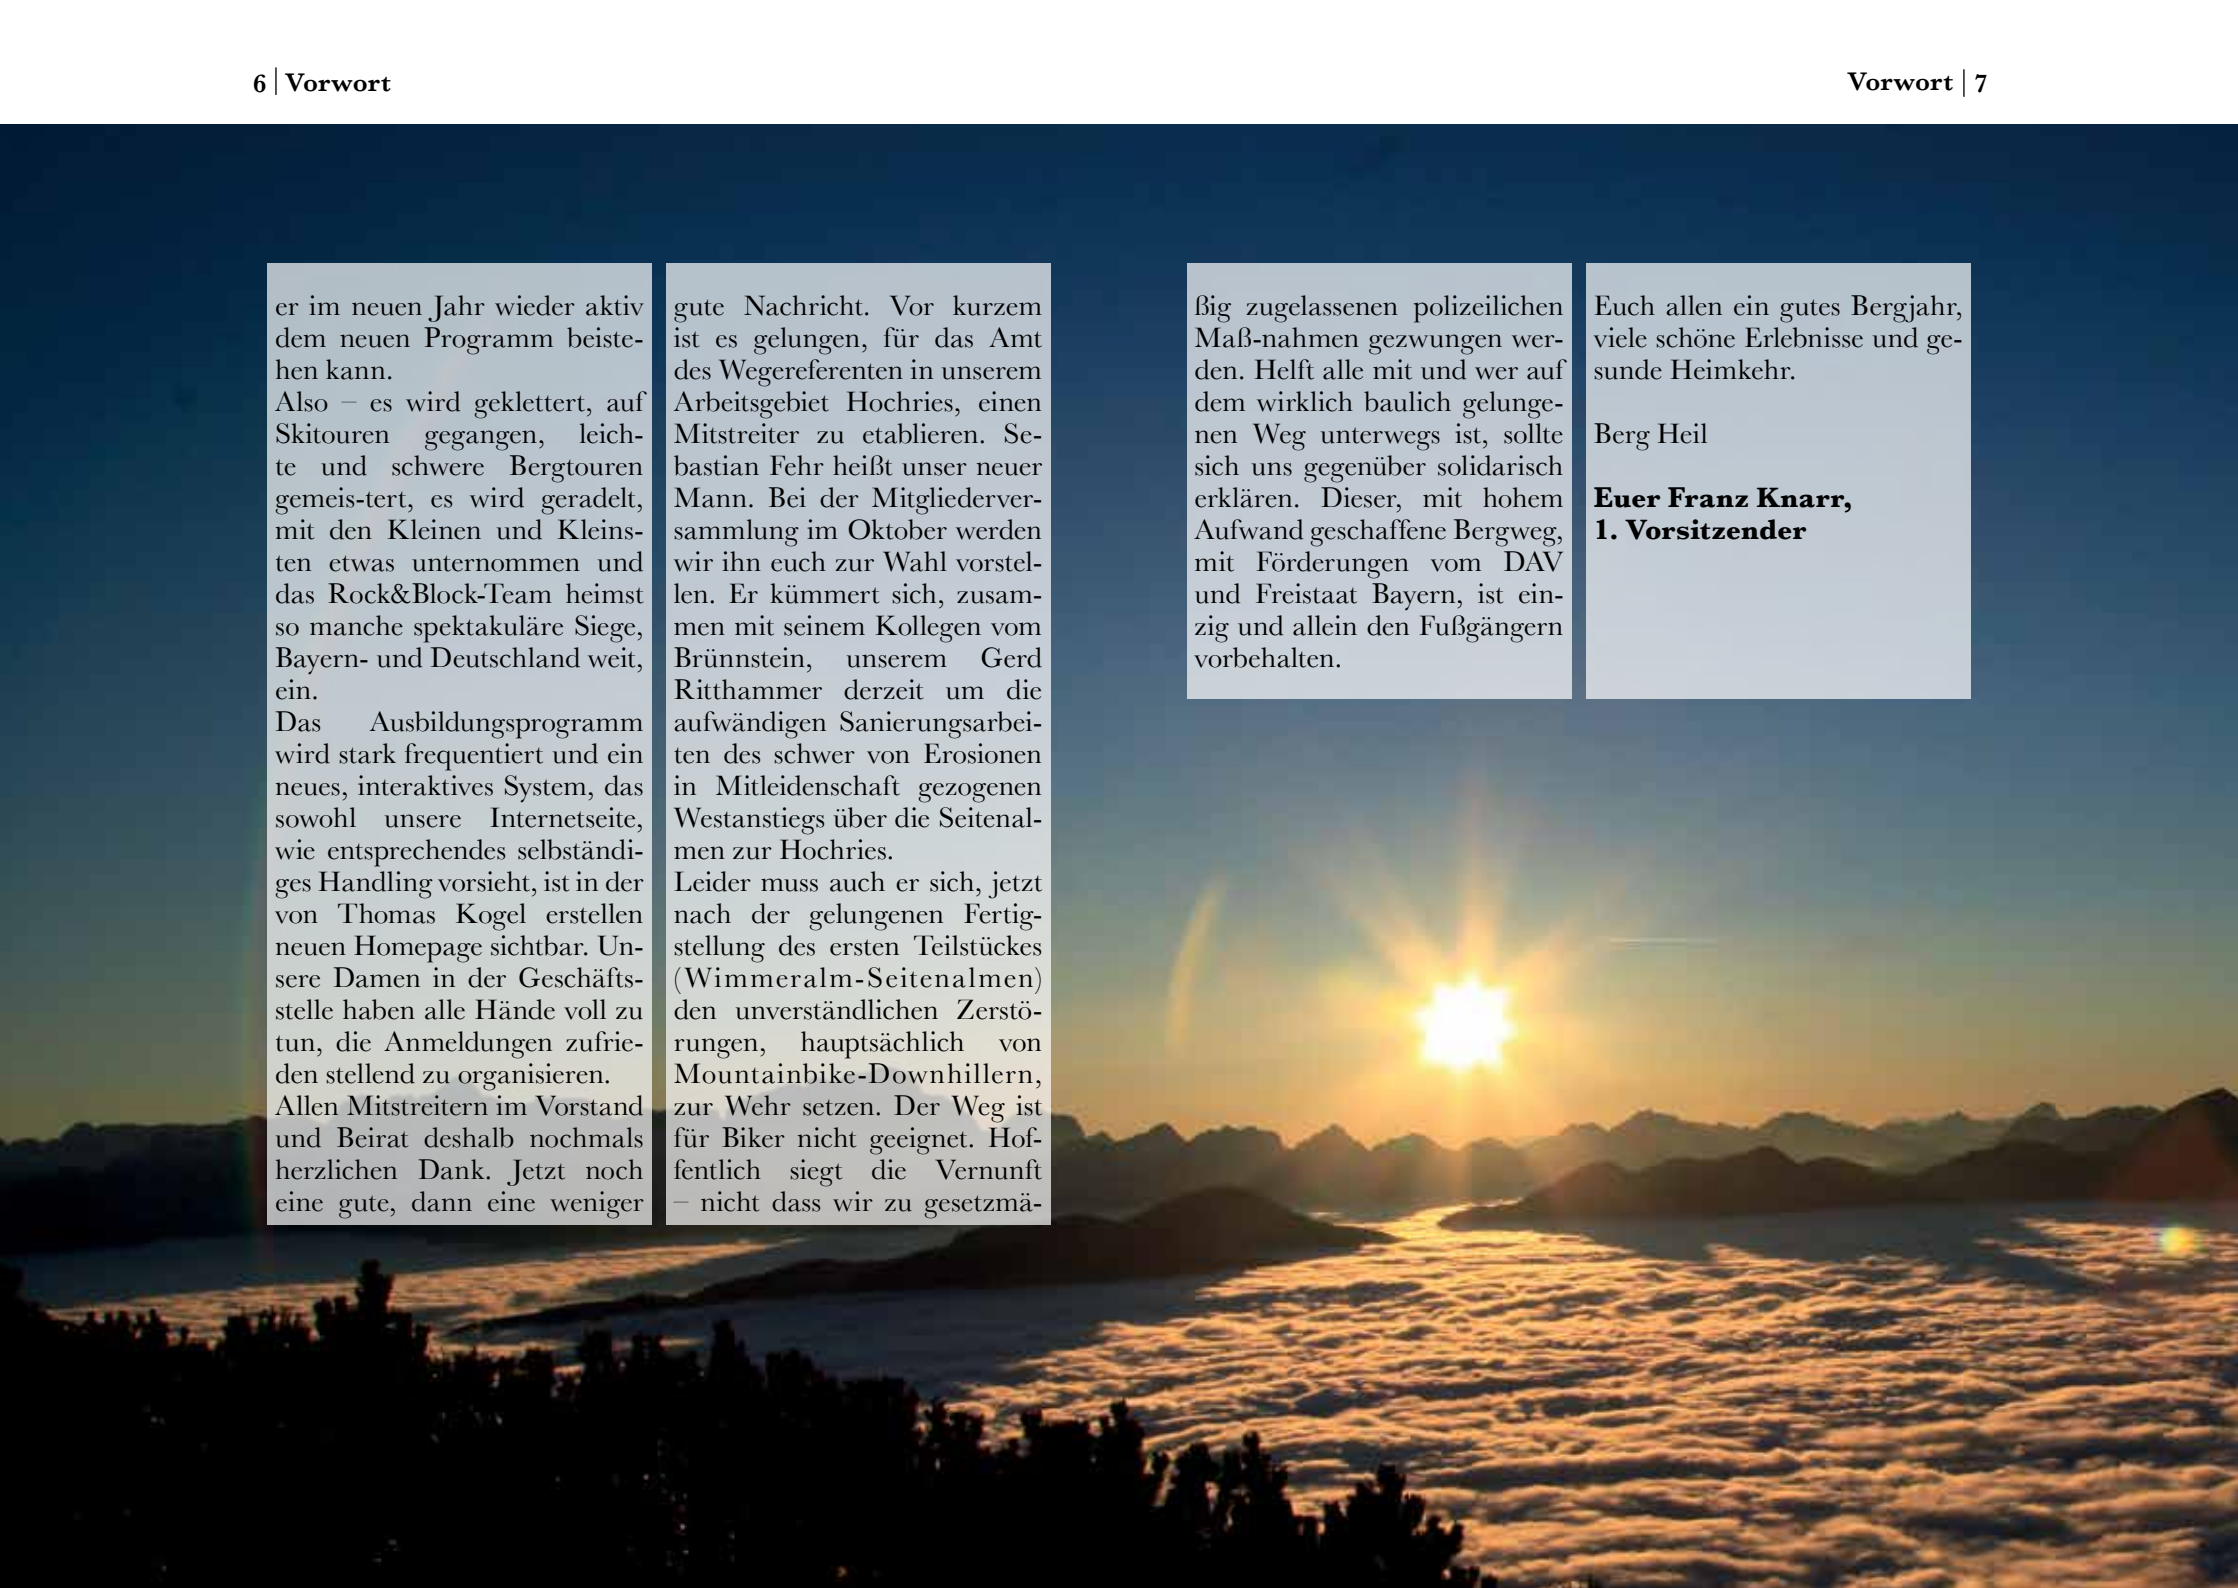 6 | Vorwort
Vorwort | 7
er im neuen Jahr wieder aktiv
dem neuen Programm beiste-
hen kann.
Also – es wird geklettert, auf
Skitouren gegangen, leich-
te und schwere Bergtouren
gemeis-tert, es wird geradelt,
mit den Kleinen und Kleins-
ten etwas unternommen und
das Rock&Block-Team heimst
so manche spektakuläre Siege,
Bayern- und Deutschland weit,
ein.
Das Ausbildungsprogramm
wird stark frequentiert und ein
neues, interaktives System, das
sowohl unsere Internetseite,
wie entsprechendes selbständi-
ges Handling vorsieht, ist in der
von Thomas Kogel erstellen
neuen Homepage sichtbar. Un-
sere Damen in der Geschäfts-
stelle haben alle Hände voll zu
tun, die Anmeldungen zufrie-
den stellend zu organisieren.
Allen Mitstreitern im Vorstand
und Beirat deshalb nochmals
herzlichen Dank. Jetzt noch
eine gute, dann eine weniger
gute Nachricht. Vor kurzem
ist es gelungen, für das Amt
des Wegereferenten in unserem
Arbeitsgebiet Hochries, einen
Mitstreiter zu etablieren. Se-
bastian Fehr heißt unser neuer
Mann. Bei der Mitgliederver-
sammlung im Oktober werden
wir ihn euch zur Wahl vorstel-
len. Er kümmert sich, zusam-
men mit seinem Kollegen vom
Brünnstein, unserem Gerd
Ritthammer derzeit um die
aufwändigen Sanierungsarbei-
ten des schwer von Erosionen
in Mitleidenschaft gezogenen
Westanstiegs über die Seitenal-
men zur Hochries.
Leider muss auch er sich, jetzt
nach der gelungenen Fertig-
stellung des ersten Teilstückes
(Wimmeralm-Seitenalmen)
den unverständlichen Zerstö-
rungen, hauptsächlich von
Mountainbike-Downhillern,
zur Wehr setzen. Der Weg ist
für Biker nicht geeignet. Hof-
fentlich siegt die Vernunft
– nicht dass wir zu gesetzmä-
ßig zugelassenen polizeilichen
Maß-nahmen gezwungen wer-
den. Helft alle mit und wer auf
dem wirklich baulich gelunge-
nen Weg unterwegs ist, sollte
sich uns gegenüber solidarisch
erklären. Dieser, mit hohem
Aufwand geschaffene Bergweg,
mit Förderungen vom DAV
und Freistaat Bayern, ist ein-
zig und allein den Fußgängern
vorbehalten.
Euch allen ein gutes Bergjahr,
viele schöne Erlebnisse und ge-
sunde Heimkehr.
Berg Heil
Euer Franz Knarr,
1. Vorsitzender